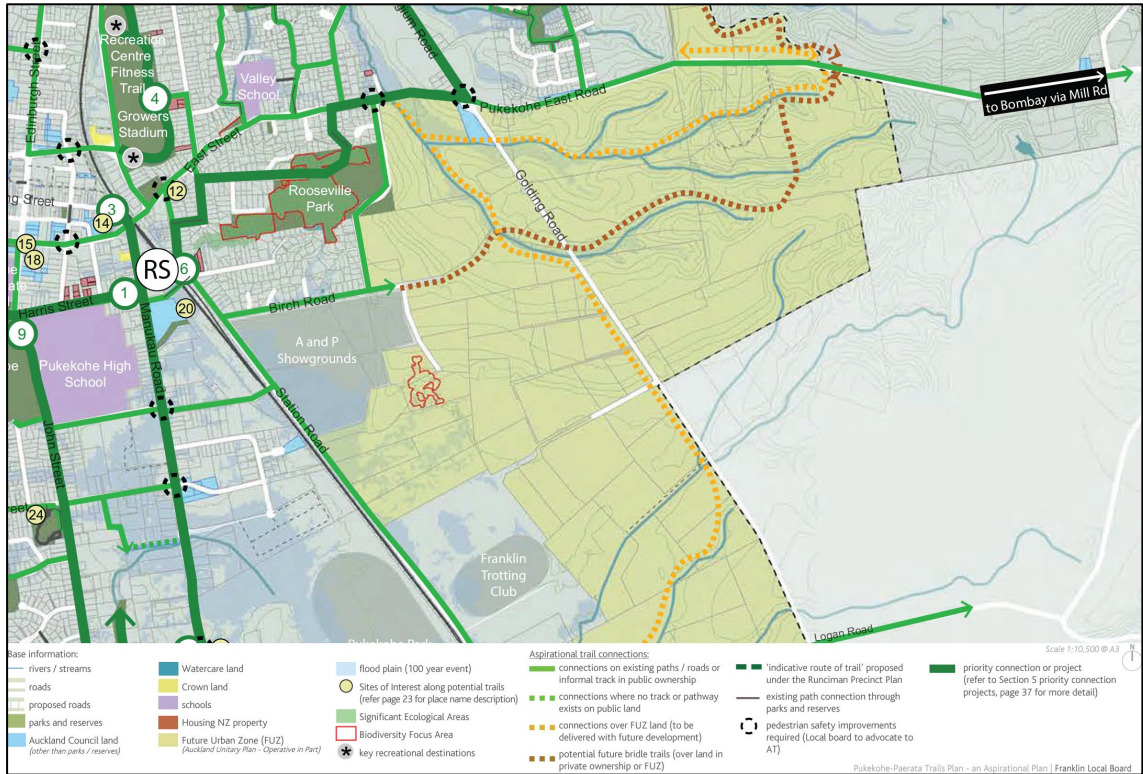 Recreation
Centre
Fitness
Trail
4
Growers
Stadium
Edinburgh Street
Valley
School
East Street
Pukekohe East Road
to Bombay via Mill Rd
Rooseville
Park
Golding Road
12
3
14
15
18
RS
6
1
20
Harris Street
Birch Road
9
Pukekohe High
School
Manukau Road
A and P
Showgrounds
Station Road
John Street
24
Franklin
Trotting
Club
Pukekohe Park
Logan Road
Base information:
rivers / streams
roads
proposed roads
parks and reserves
Auckland Council land
(other than parks / reserves)
Watercare land
Crown land
schools
Housing NZ property
Future Urban Zone (FUZ)
(Auckland Unitary Plan - Operative in Part)
flood plain (100 year event)
Sites of Interest along potential trails
(refer page 23 for place name description)
Significant Ecological Areas
Biodiversity Focus Area
key recreational destinations
Aspirational trail connections:
connections on existing paths / roads or
informal track in public ownership
connections where no track or pathway
exists on public land
connections over FUZ land (to be
delivered with future development)
potential future bridle trails (over land in
private ownership or FUZ)
'indicative route of trail' proposed
under the Runciman Precinct Plan
existing path connection through
parks and reserves
pedestrian safety improvements
required (Local board to advocate to
AT)
Scale 1:10,500 @ A3
N
priority connection or project
(refer to Section 5 priority connection
projects, page 37 for more detail)
Pukekohe-Paerata Trails Plan - an Aspirational Plan | Franklin Local Board